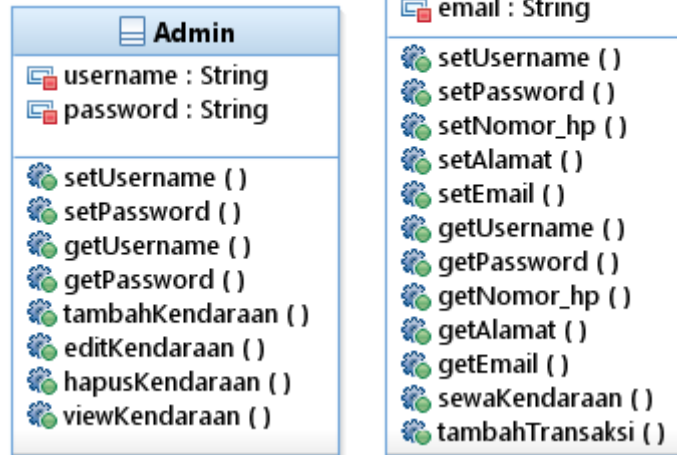 Admin
username : String
password : String
setUsername ( )
setPassword ( )
getUsername ( )
getPassword ( )
tambahKendaraan ( )
editKendaraan ( )
hapusKendaraan ( )
viewKendaraan ( )
email : String
setUsername ( )
setPassword ( )
setNomor_hp ( )
setAlamat ( )
setEmail ( )
getUsername ( )
getPassword ( )
getNomor_hp ( )
getAlamat ( )
getEmail ( )
sewaKendaraan ( )
tambahTransaksi ( )